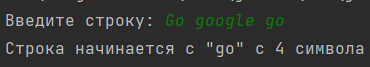 Введите строку: Go google go
Строка начинается с "go" с 4 символа